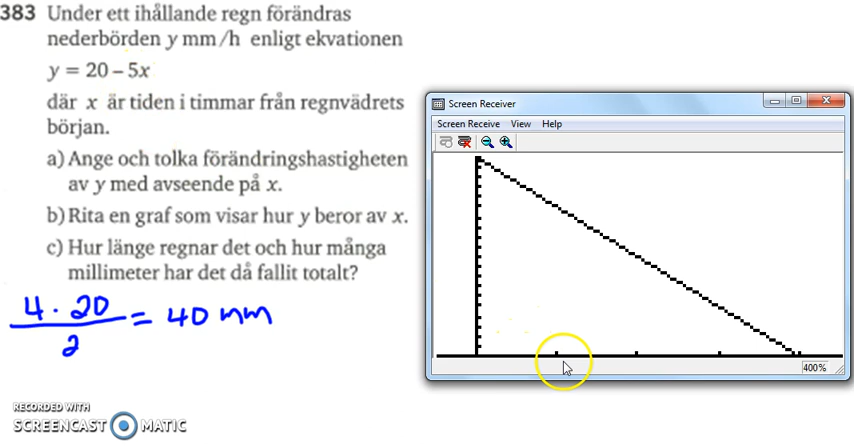 383 Under ett ihållande regn förändras
nederbörden y mm/h enligt ekvationen
y = 20 – 5x
där x är tiden i timmar från regnvädrets
början.
a) Ange och tolka förändringshastigheten
av y med avseende på x.
b) Rita en graf som visar hur y beror av x.
c) Hur länge regnar det och hur många
millimeter har det då fallit totalt?
4 · 20
2
= 40 mm
Screen Receiver
Screen Receive View Help
400%
RECORDED WITH
SCREENCAST MATIC